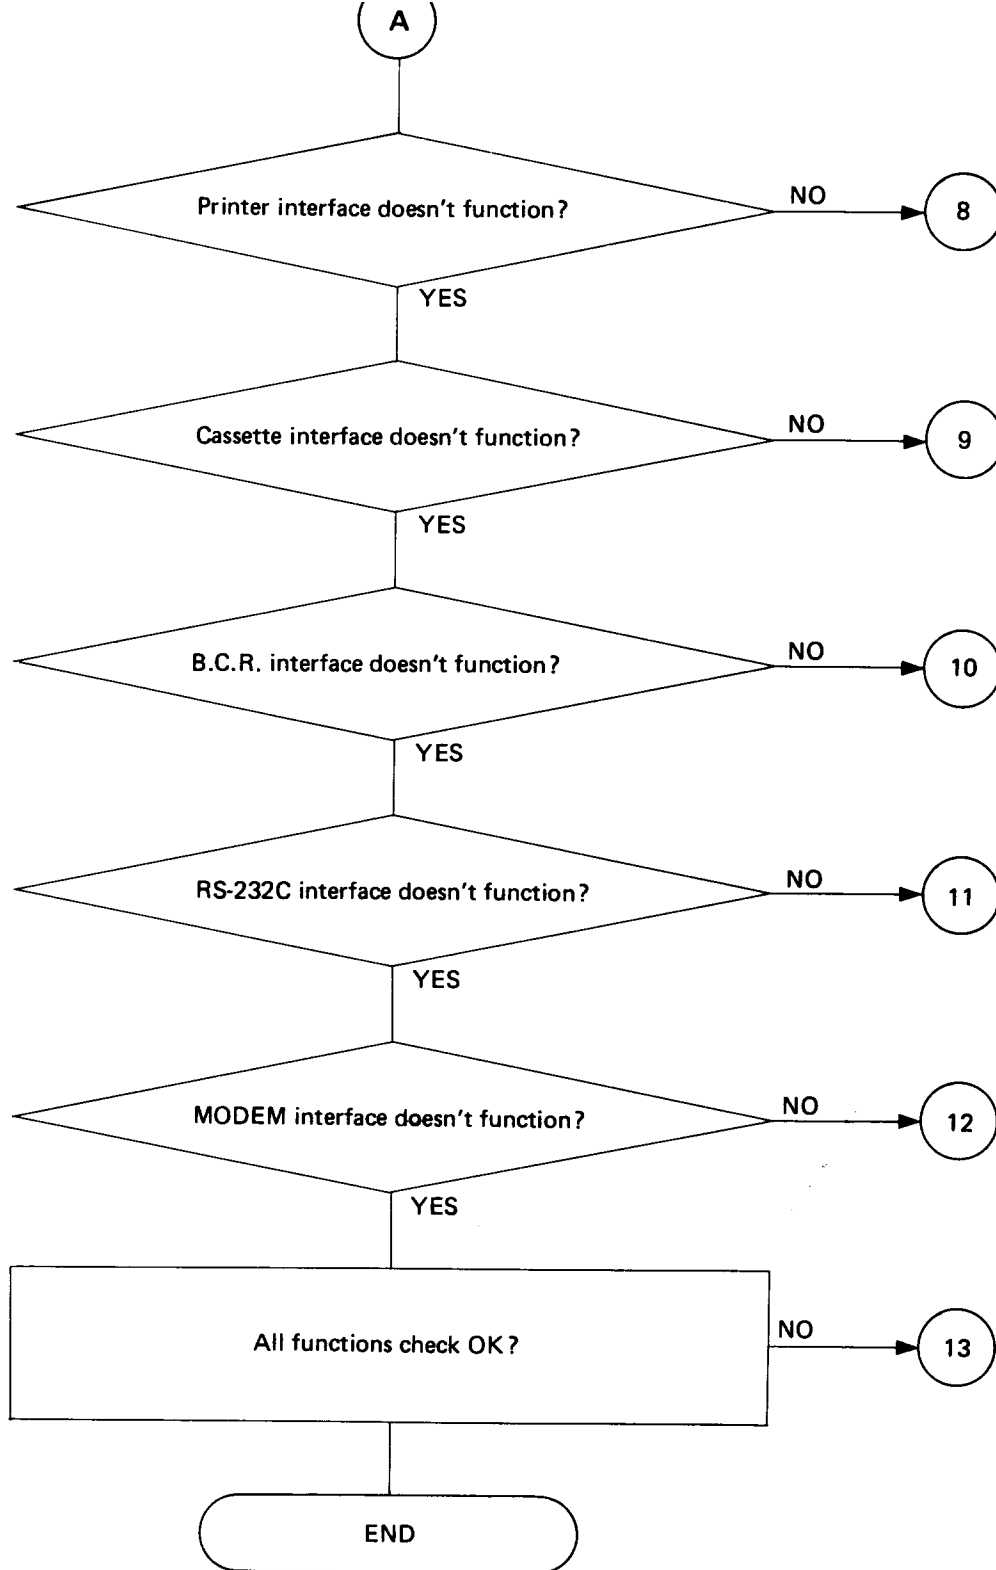 A
Printer interface doesn't function?
NO
8
YES
Cassette interface doesn't function?
NO
9
YES
B.C.R. interface doesn't function?
NO
10
YES
RS-232C interface doesn't function?
NO
11
YES
MODEM interface doesn't function?
NO
12
YES
All functions check OK?
NO
13
END